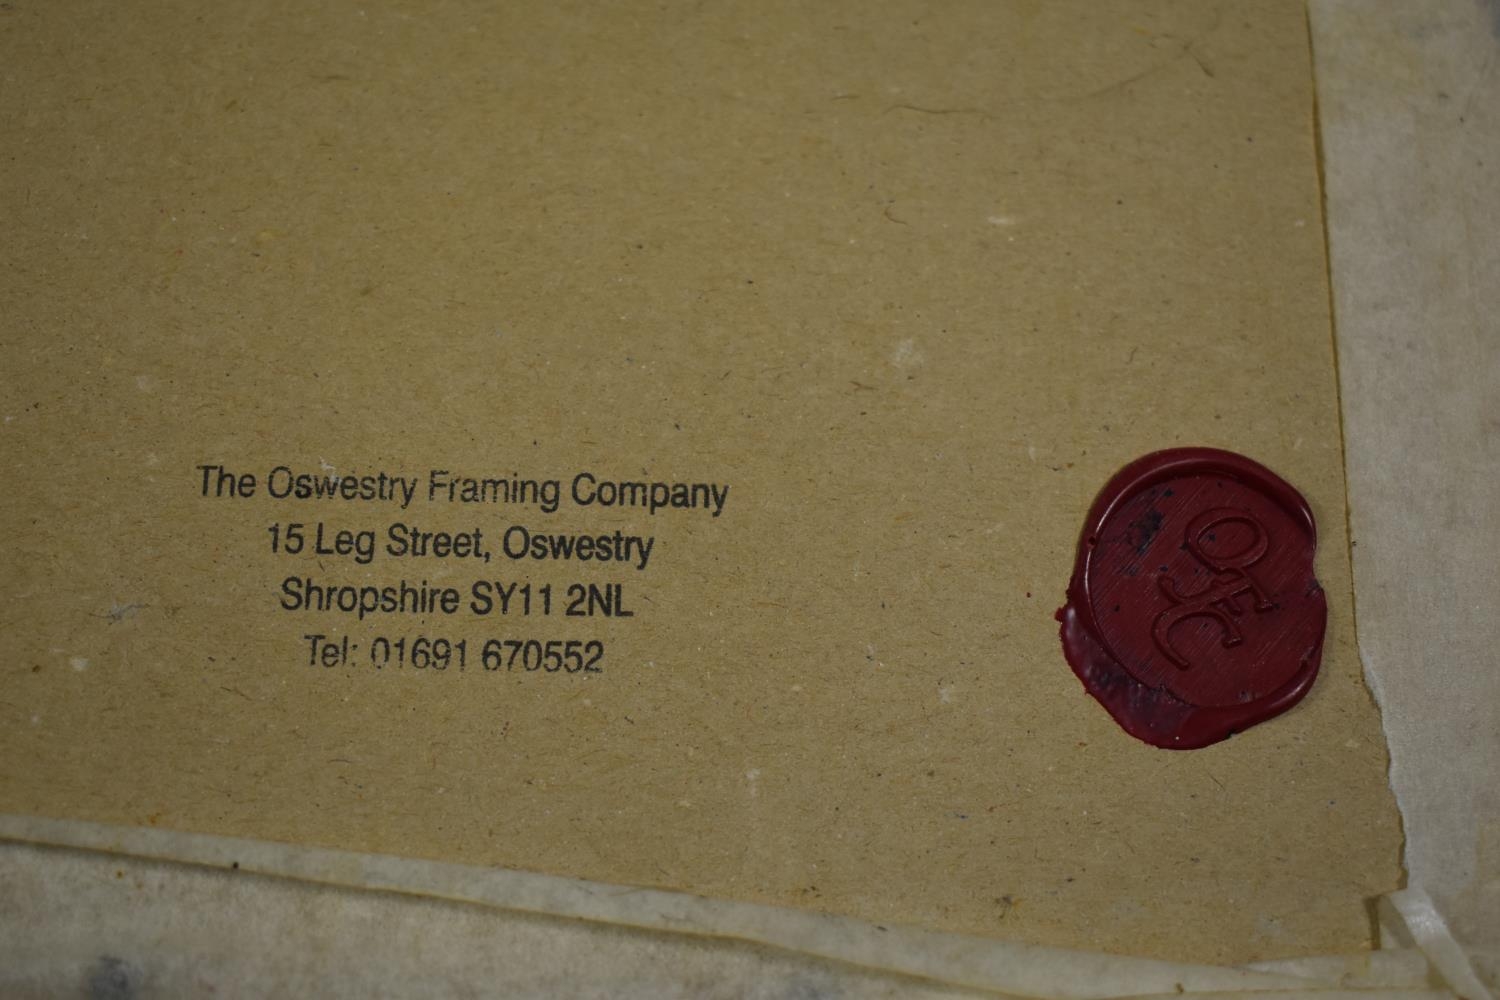 The Oswestry Framing Company
15 Leg Street, Oswestry
Shropshire SY11 2NL
Tel: 01691 670552
OFC